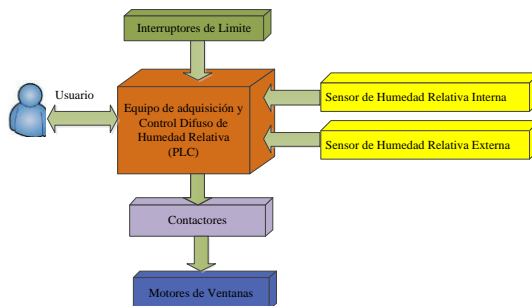 Interruptores de Limite
Usuario
Equipo de adquisición y
Control Difuso de
Humedad Relativa
(PLC)
Sensor de Humedad Relativa Interna
Sensor de Humedad Relativa Externa
Contactores
Motores de Ventanas